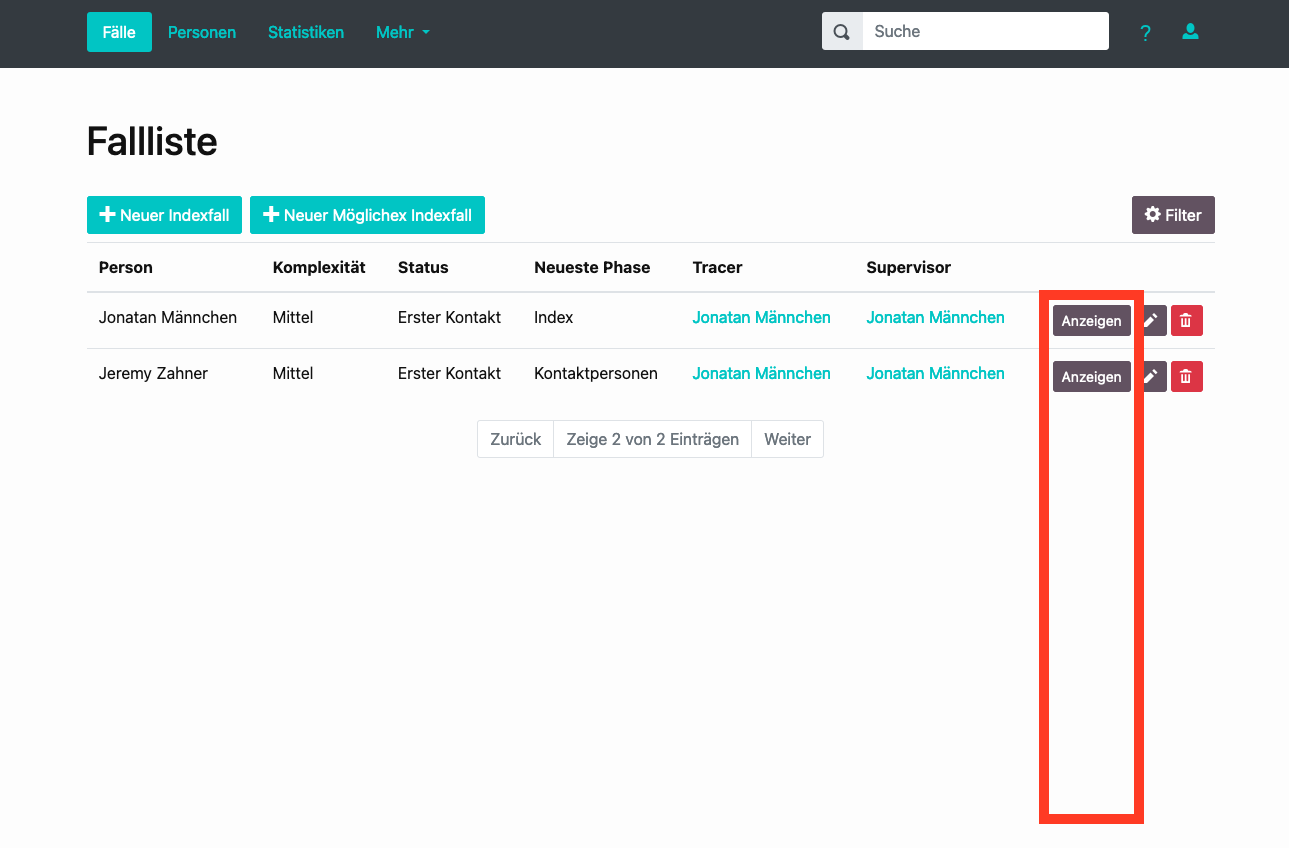 Fälle Personen Statistiken Mehr Suche ?
Fallliste
Neuer Indexfall Neuer Möglichex Indexfall Filter
Person Komplexität Status Neueste Phase Tracer Supervisor
Jonatan Männchen Mittel Erster Kontakt Index Jonatan Männchen Jonatan Männchen Anzeigen
Jeremy Zahner Mittel Erster Kontakt Kontaktpersonen Jonatan Männchen Jonatan Männchen Anzeigen
Zurück Zeige 2 von 2 Einträgen Weiter